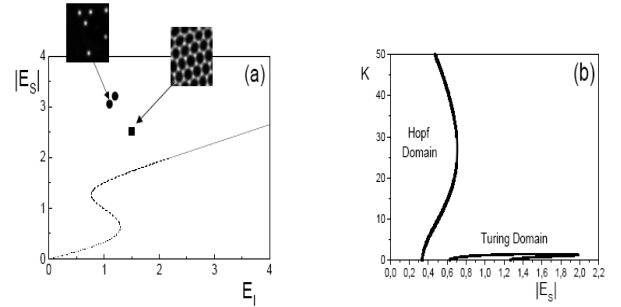 (a)
|E_S|
4
3
2
1
0
0 1 2 3 4
E_I
(b)
K
50
40
30
20
10
0
Hopf
Domain
Turing Domain
0,0 0,2 0,4 0,6 0,8 1,0 1,2 1,4 1,6 1,8 2,0 2,2
|E_S|